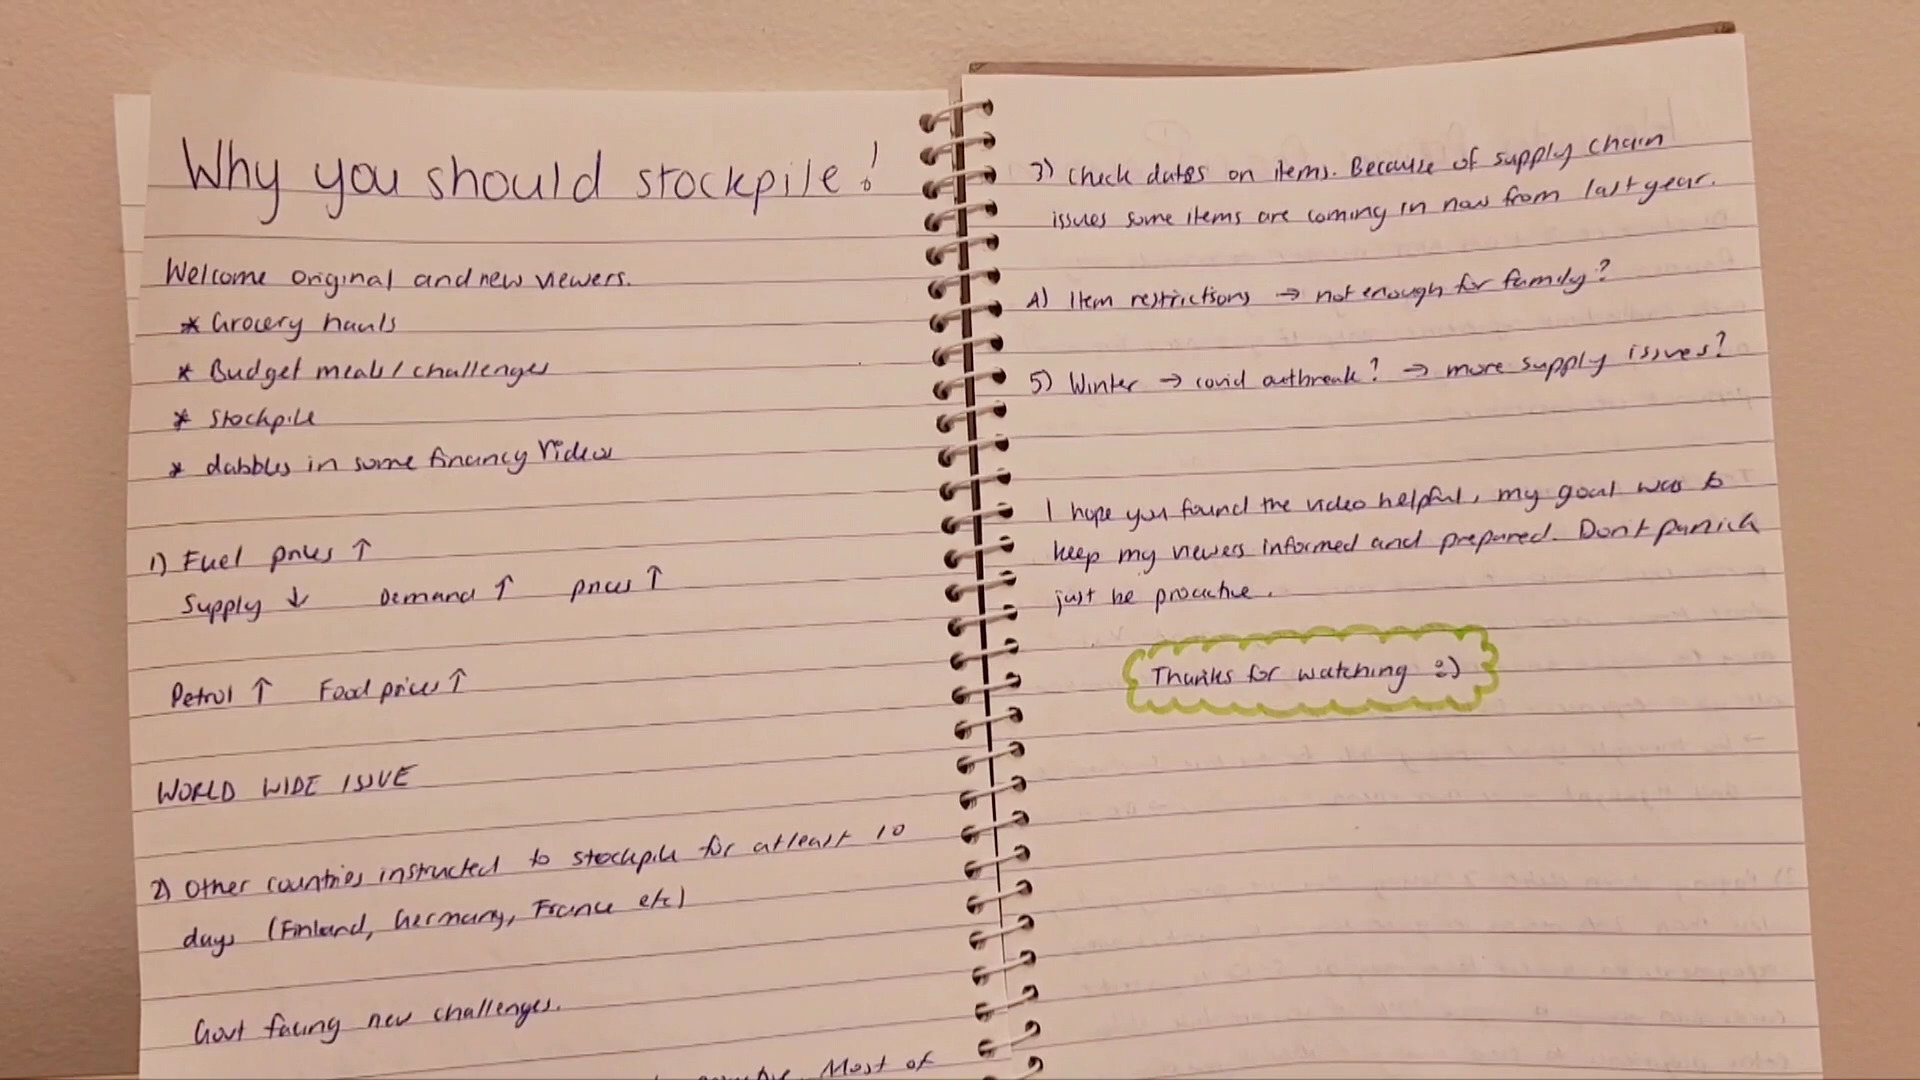 Why you should stockpile!
Welcome original and new viewers.
* Grocery hauls
* Budget meals/challenges
* Stockpile
* dabbles in some financy videos
1) Fuel prices ↑
Supply ↓ Demand ↑ prices ↑
Petrol ↑ Food prices ↑
WORLD WIDE ISSUE
2) Other countries instructed to stockpile for atleast 10
days (Finland, Germany, France etc)
Govt facing new challenges.
Most of
3) Check dates on items. Because of supply chain
issues some items are coming in now from last year.
4) Item restrictions → not enough for family?
5) Winter → covid outbreak? → more supply issues?
I hope you found the video helpful, my goal was to
keep my viewers informed and prepared. Don't panick
just be proactive.
Thanks for watching :)